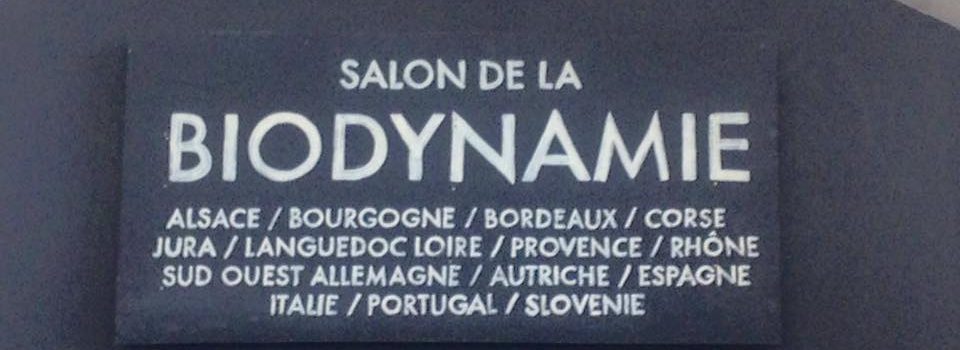 SALON DE LA
BIODYNAMIE
ALSACE / BOURGOGNE / BORDEAUX / CORSE
JURA / LANGUEDOC LOIRE / PROVENCE / RHÔNE
SUD OUEST ALLEMAGNE / AUTRICHE / ESPAGNE
ITALIE / PORTUGAL / SLOVENIE